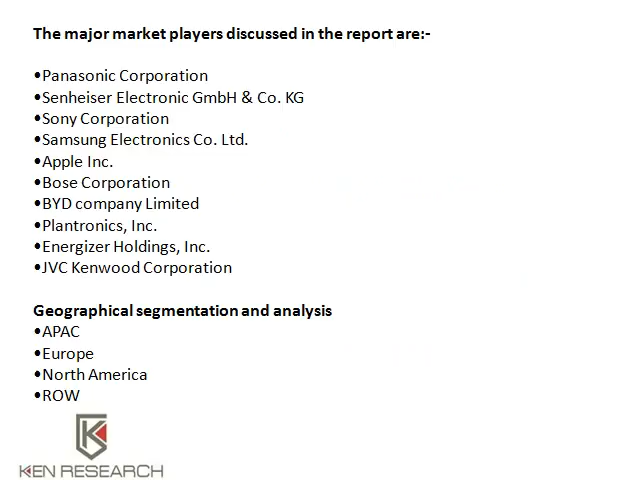 The major market players discussed in the report are:-
•Panasonic Corporation
•Senheiser Electronic GmbH & Co. KG
•Sony Corporation
•Samsung Electronics Co. Ltd.
•Apple Inc.
•Bose Corporation
•BYD company Limited
•Plantronics, Inc.
•Energizer Holdings, Inc.
•JVC Kenwood Corporation
Geographical segmentation and analysis
•APAC
•Europe
•North America
•ROW
KEN RESEARCH